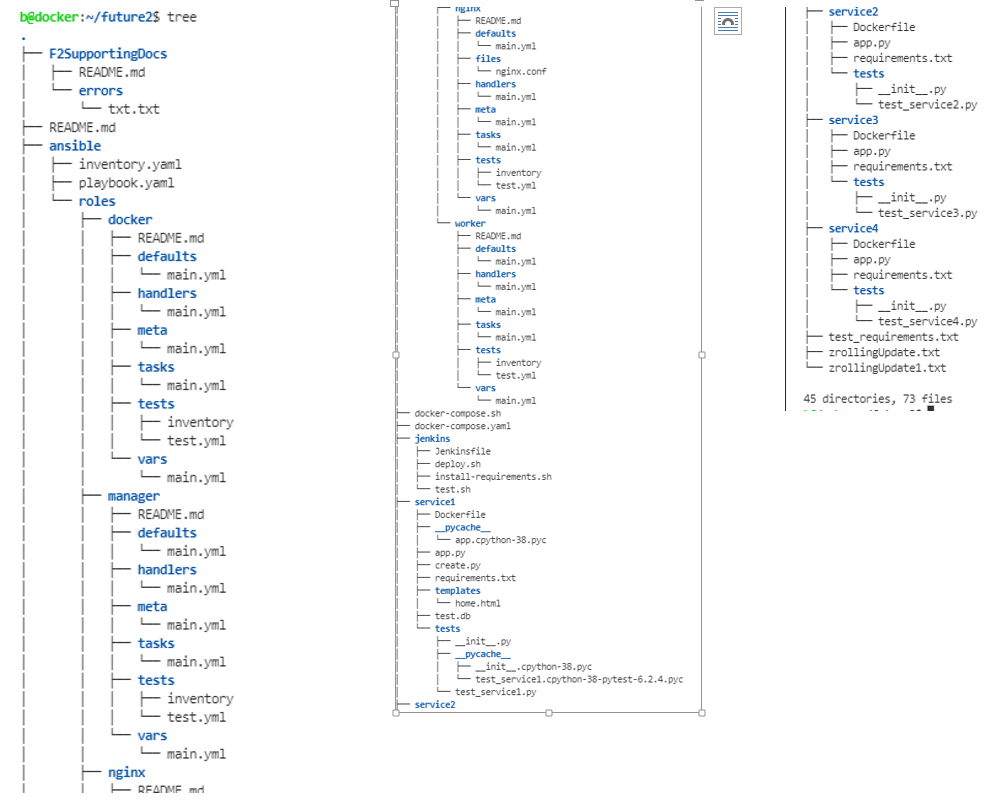 b@docker:~/future2$ tree
.
├── F2SupportingDocs
│   ├── README.md
│   └── errors
│       └── txt.txt
├── README.md
├── ansible
│   ├── inventory.yaml
│   ├── playbook.yaml
│   └── roles
│       ├── docker
│       │   ├── README.md
│       │   ├── defaults
│       │   │   └── main.yml
│       │   ├── handlers
│       │   │   └── main.yml
│       │   ├── meta
│       │   │   └── main.yml
│       │   ├── tasks
│       │   │   └── main.yml
│       │   ├── tests
│       │   │   ├── inventory
│       │   │   └── test.yml
│       │   └── vars
│       │       └── main.yml
│       ├── manager
│       │   ├── README.md
│       │   ├── defaults
│       │   │   └── main.yml
│       │   ├── handlers
│       │   │   └── main.yml
│       │   ├── meta
│       │   │   └── main.yml
│       │   ├── tasks
│       │   │   └── main.yml
│       │   ├── tests
│       │   │   ├── inventory
│       │   │   └── test.yml
│       │   └── vars
│       │       └── main.yml
│       ├── nginx
│       │   ├── README.md
│       ├── nginx
│       │   ├── README.md
│       │   ├── defaults
│       │   │   └── main.yml
│       │   ├── files
│       │   │   └── nginx.conf
│       │   ├── handlers
│       │   │   └── main.yml
│       │   ├── meta
│       │   │   └── main.yml
│       │   ├── tasks
│       │   │   └── main.yml
│       │   ├── tests
│       │   │   ├── inventory
│       │   │   └── test.yml
│       │   └── vars
│       │       └── main.yml
│       └── worker
│           ├── README.md
│           ├── defaults
│           │   └── main.yml
│           ├── handlers
│           │   └── main.yml
│           ├── meta
│           │   └── main.yml
│           ├── tasks
│           │   └── main.yml
│           ├── tests
│           │   ├── inventory
│           │   └── test.yml
│           └── vars
│               └── main.yml
├── docker-compose.sh
├── docker-compose.yaml
├── jenkins
│   ├── Jenkinsfile
│   ├── deploy.sh
│   ├── install-requirements.sh
│   └── test.sh
├── service1
│   ├── Dockerfile
│   ├── __pycache__
│   │   └── app.cpython-38.pyc
│   ├── app.py
│   ├── create.py
│   ├── requirements.txt
│   ├── templates
│   │   └── home.html
│   ├── test.db
│   └── tests
│       ├── __init__.py
│       ├── __pycache__
│       │   ├── __init__.cpython-38.pyc
│       │   └── test_service1.cpython-38-pytest-6.2.4.pyc
│       └── test_service1.py
├── service2
├── service2
│   ├── Dockerfile
│   ├── app.py
│   ├── requirements.txt
│   └── tests
│       ├── __init__.py
│       └── test_service2.py
├── service3
│   ├── Dockerfile
│   ├── app.py
│   ├── requirements.txt
│   └── tests
│       ├── __init__.py
│       └── test_service3.py
├── service4
│   ├── Dockerfile
│   ├── app.py
│   ├── requirements.txt
│   └── tests
│       ├── __init__.py
│       └── test_service4.py
├── test_requirements.txt
├── zrollingUpdate.txt
└── zrollingUpdate1.txt
45 directories, 73 files